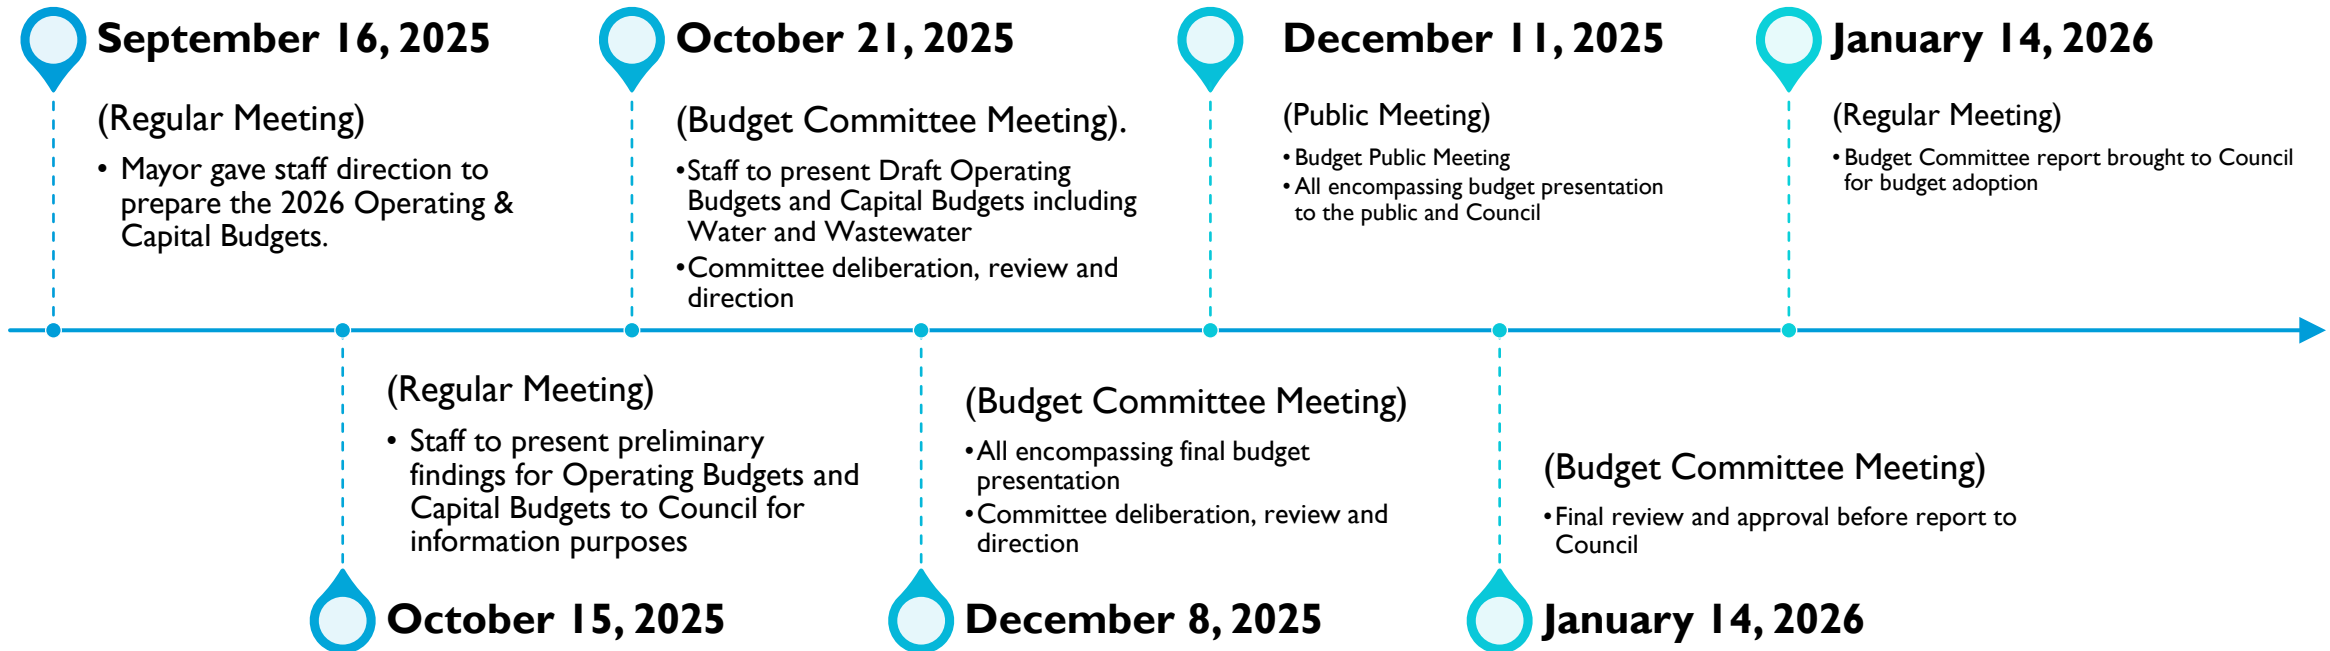 September 16, 2025
(Regular Meeting)
• Mayor gave staff direction to
prepare the 2026 Operating &
Capital Budgets.
October 15, 2025
(Regular Meeting)
• Staff to present preliminary
findings for Operating Budgets and
Capital Budgets to Council for
information purposes
October 21, 2025
(Budget Committee Meeting).
•Staff to present Draft Operating
Budgets and Capital Budgets including
Water and Wastewater
•Committee deliberation, review and
direction
December 8, 2025
(Budget Committee Meeting)
•All encompassing final budget
presentation
•Committee deliberation, review and
direction
December 11, 2025
(Public Meeting)
•Budget Public Meeting
•All encompassing budget presentation
to the public and Council
January 14, 2026
(Budget Committee Meeting)
•Final review and approval before report to
Council
January 14, 2026
(Regular Meeting)
•Budget Committee report brought to Council
for budget adoption